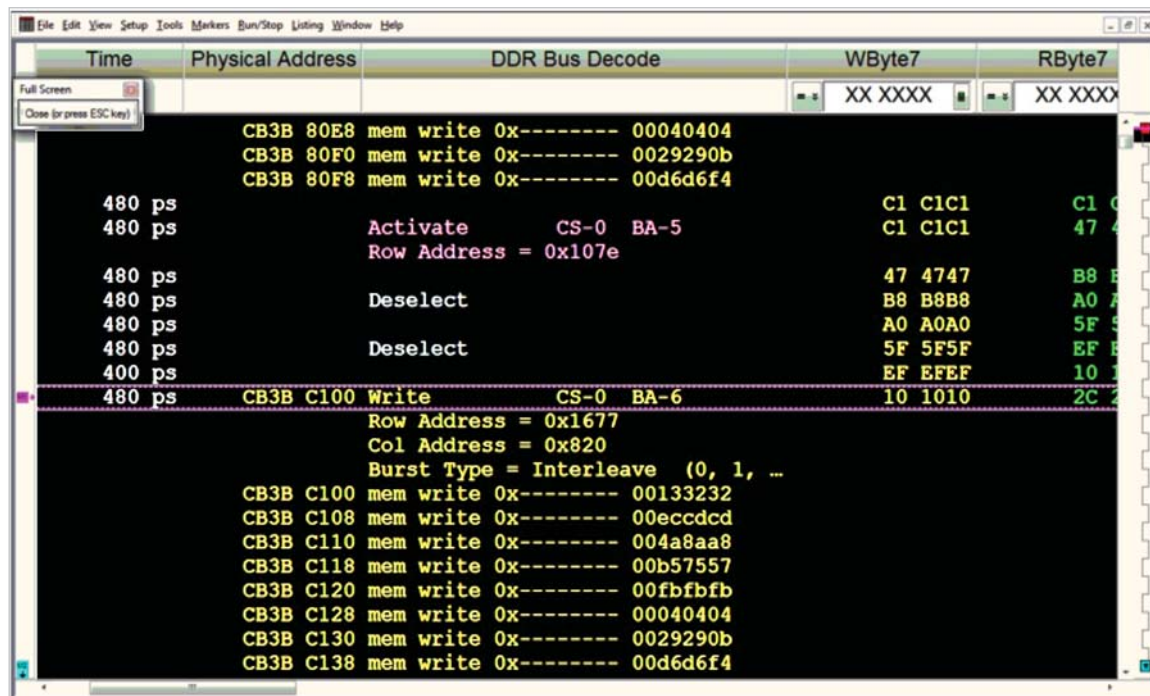 File Edit View Setup Tools Markers Run/Stop Listing Window Help
Time Physical Address DDR Bus Decode WByte7 RByte7
Full Screen
Close (or press ESC key)
XX XXXX XX XXXX
CB3B 80E8 mem write 0x-------- 00040404
CB3B 80F0 mem write 0x-------- 0029290b
CB3B 80F8 mem write 0x-------- 00d6d6f4
480 ps C1 C1C1 C1
480 ps Activate CS-0 BA-5 C1 C1C1 47
Row Address = 0x107e
480 ps 47 4747 B8
480 ps Deselect B8 B8B8 A0
480 ps A0 A0A0 5F
480 ps Deselect 5F 5F5F EF
400 ps EF EFEF 10
480 ps CB3B C100 Write CS-0 BA-6 10 1010 2C
Row Address = 0x1677
Col Address = 0x820
Burst Type = Interleave (0, 1, …
CB3B C100 mem write 0x-------- 00133232
CB3B C108 mem write 0x-------- 00eccdcd
CB3B C110 mem write 0x-------- 004a8aa8
CB3B C118 mem write 0x-------- 00b57557
CB3B C120 mem write 0x-------- 00fbfbfb
CB3B C128 mem write 0x-------- 00040404
CB3B C130 mem write 0x-------- 0029290b
CB3B C138 mem write 0x-------- 00d6d6f4